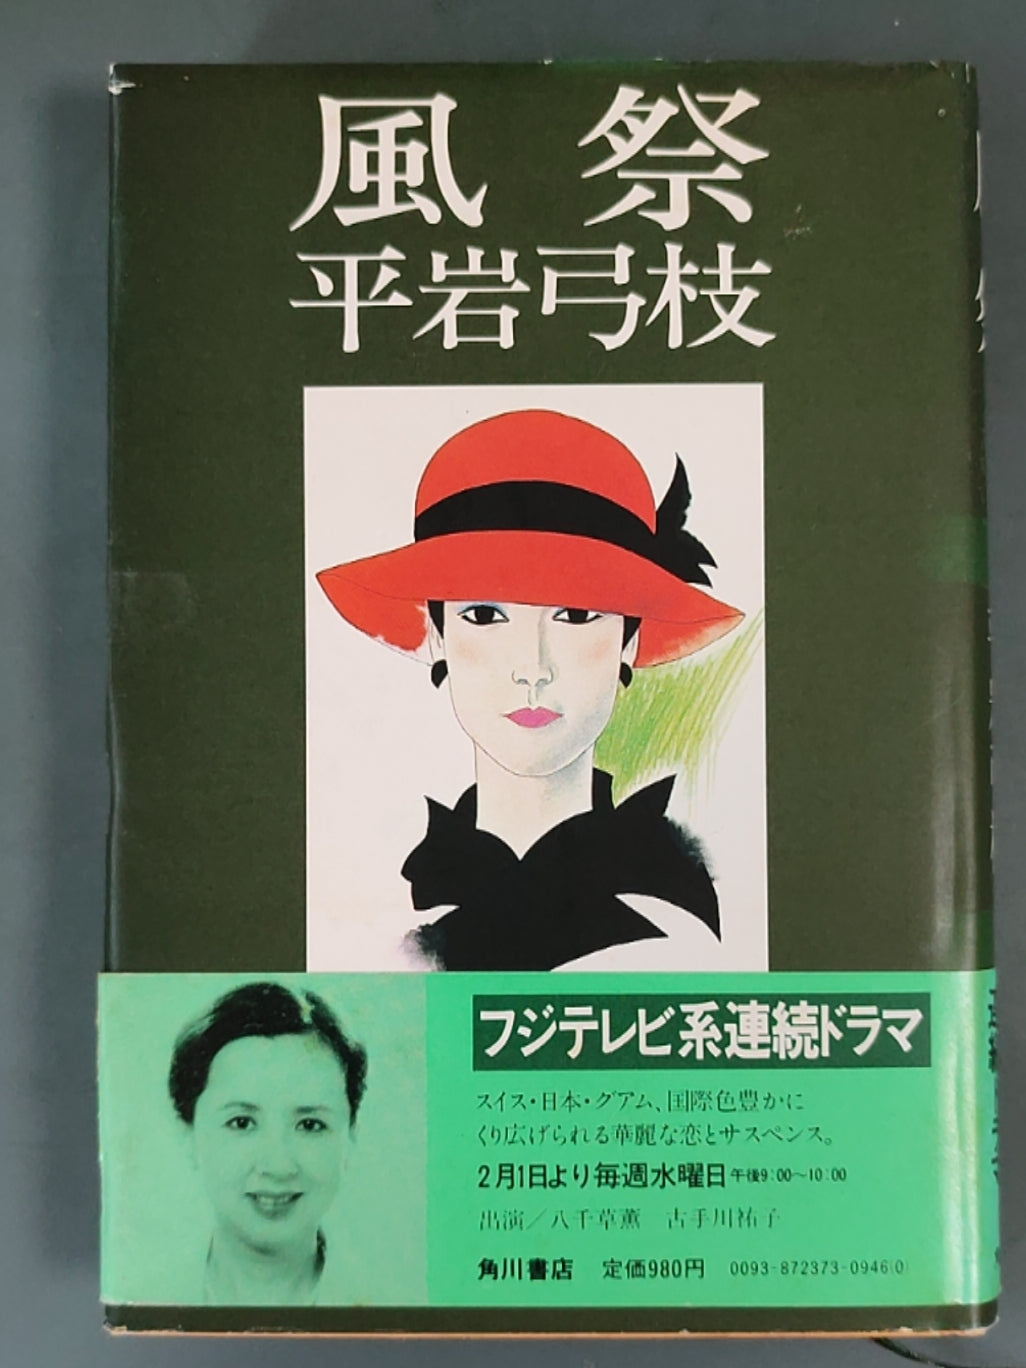 風 祭
平岩弓枝
フジテレビ系連続ドラマ
スイス・日本・グアム、国際色豊かに
くり広げられる華麗な恋とサスペンス。
2月1日より毎週水曜日 午後9:00〜10:00
出演／八千草薫 古手川祐子
角川書店 定価980円 0093-872373-0946(0)